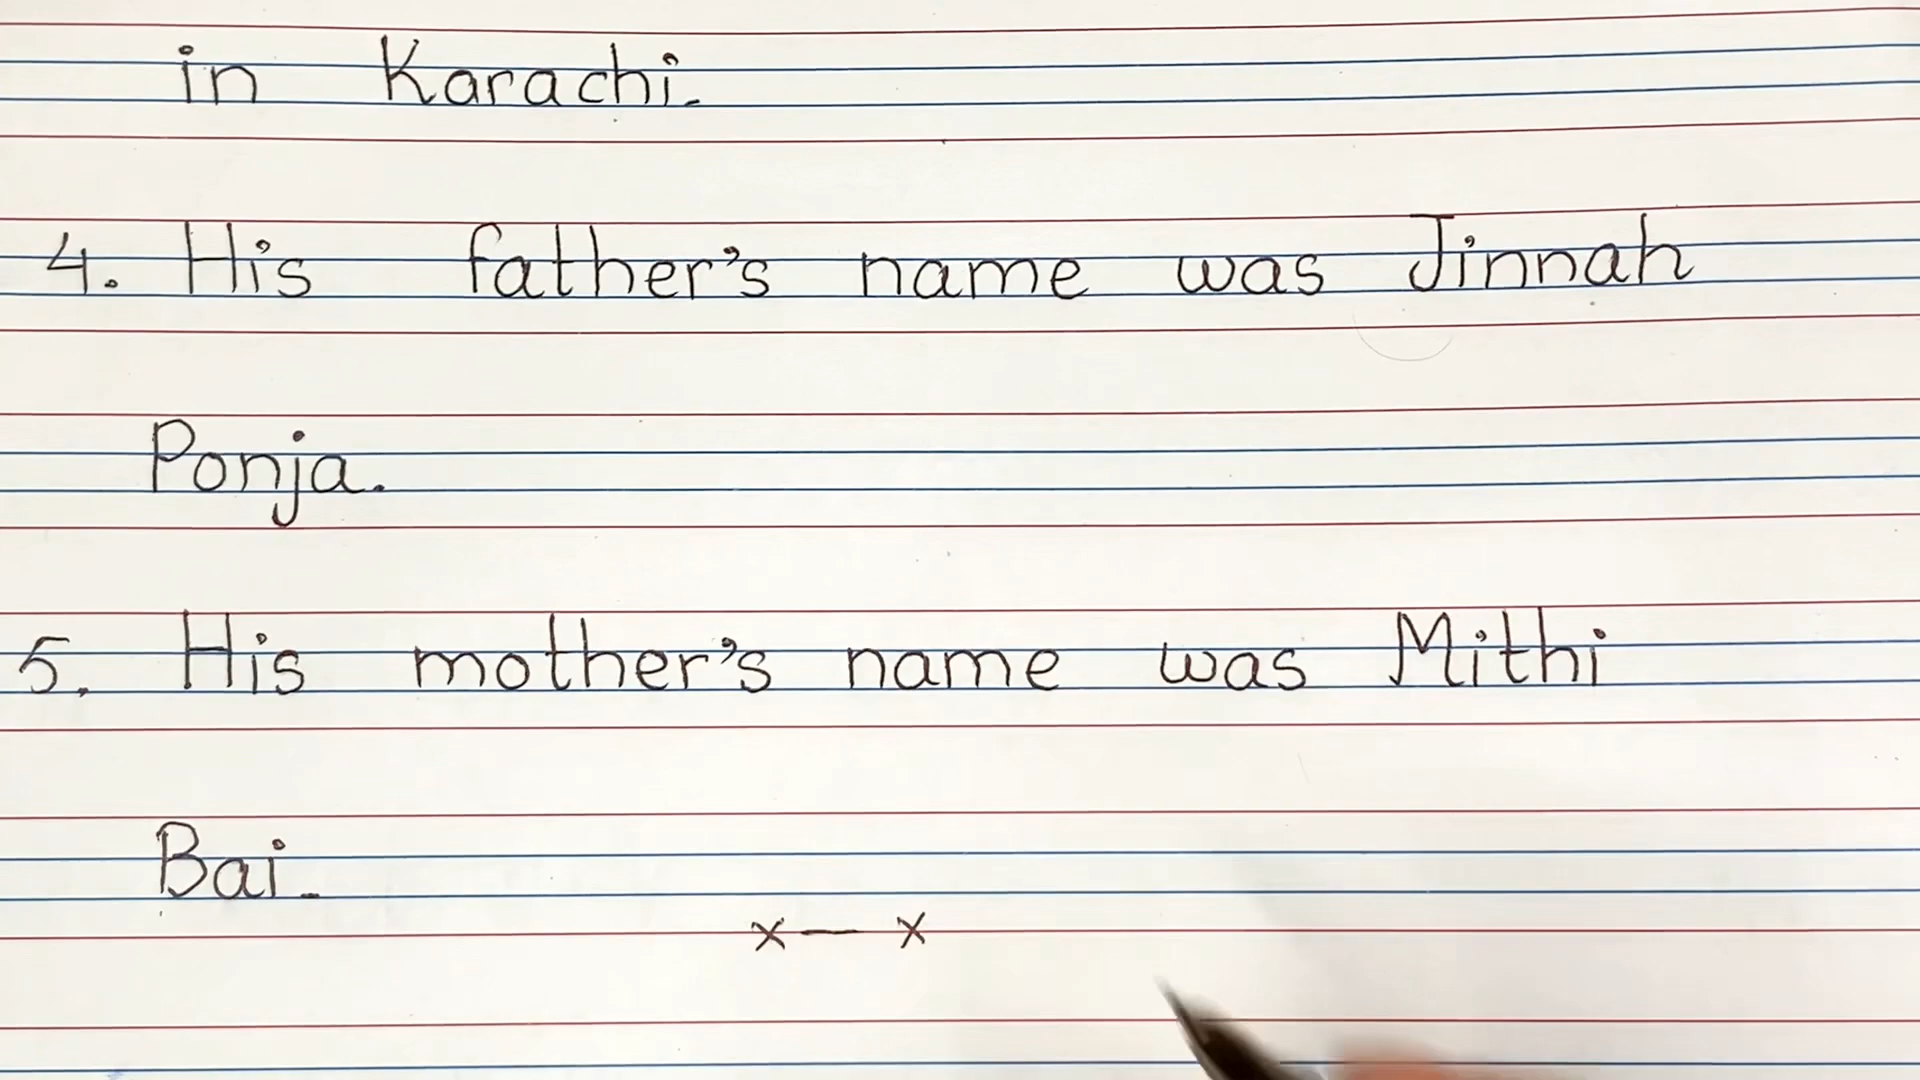 in Karachi.
4. His father's name was Jinnah
Ponja.
5. His mother's name was Mithi
Bai.
x — x